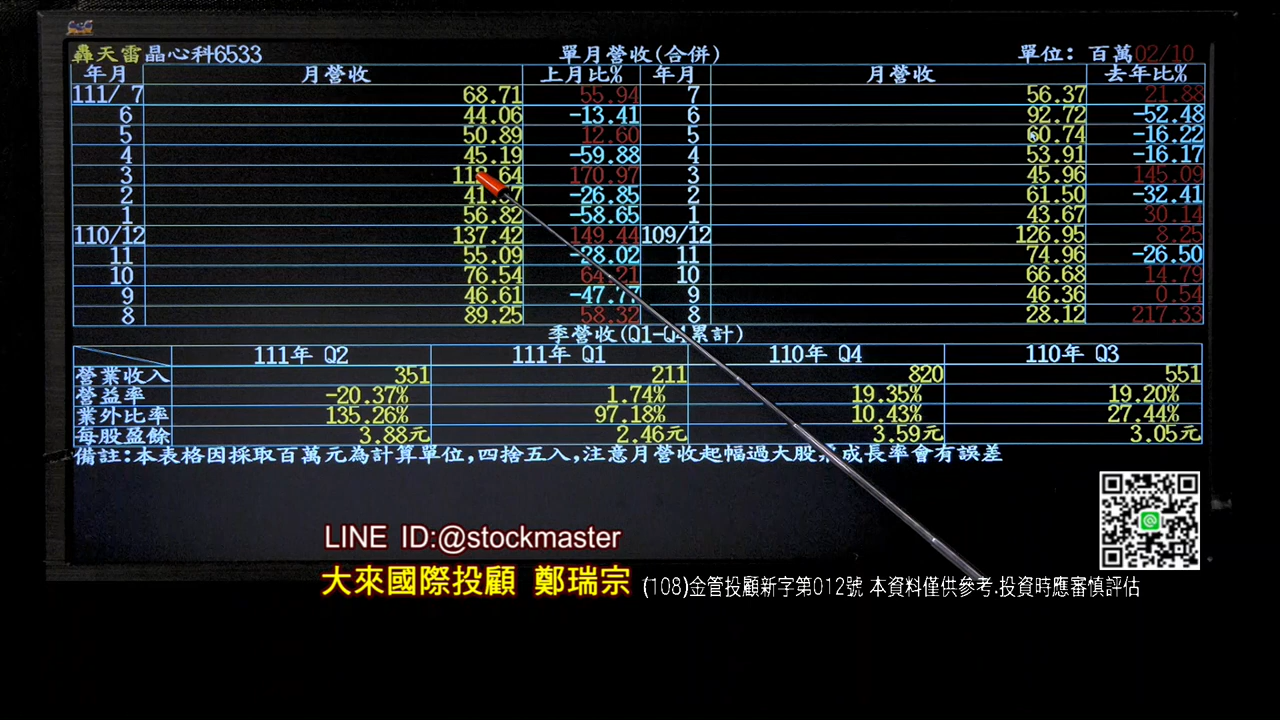 轟天雷晶心科6533 單月營收(合併) 單位: 百萬02/10
年月 月營收 上月比% 年月 月營收 去年比%
111/ 7 68.71 55.94 7 56.37 21.88
6 44.06 -13.41 6 92.72 -52.48
5 50.89 12.60 5 60.74 -16.22
4 45.19 -59.88 4 53.91 -16.17
3 64 170.97 3 45.96 145.09
2 -26.85 2 61.50 -32.41
1 56.82 -58.65 1 43.67 30.14
110/12 137.42 149.44 109/12 126.95 8.25
11 55.09 -28.02 11 74.96 -26.50
10 76.54 64.21 10 66.68 14.79
9 46.61 -47.77 9 46.36 0.54
8 89.25 58.32 8 28.12 217.33
季營收(Q1-Q4累計)
111年 Q2 111年 Q1 110年 Q4 110年 Q3
營業收入 351 211 820 551
營益率 -20.37% 1.74% 19.35% 19.20%
業外比率 135.26% 97.18% 10.43% 27.44%
每股盈餘 3.88元 2.46元 3.59元 3.05元
備註:本表格因採取百萬元為計算單位,四捨五入,注意月營收起幅過大股票成長率會有誤差
LINE ID:@stockmaster
大來國際投顧 鄭瑞宗 (108)金管投顧新字第012號 本資料僅供參考.投資時應審慎評估